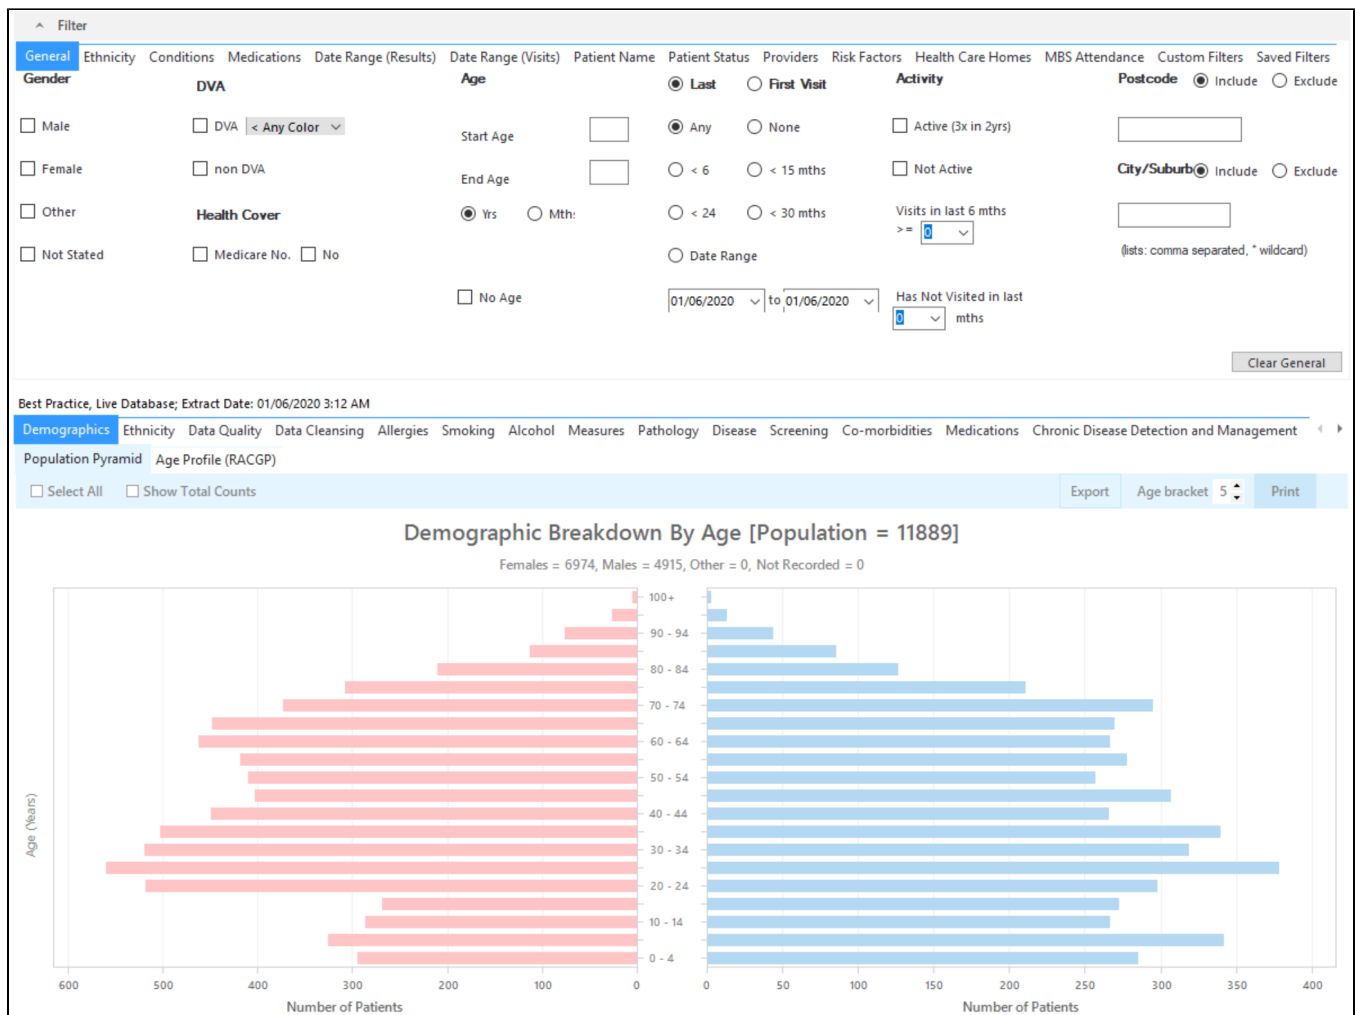 Filter
General Ethnicity Conditions Medications Date Range (Results) Date Range (Visits) Patient Name Patient Status Providers Risk Factors Health Care Homes MBS Attendance Custom Filters Saved Filters
Gender DVA Age Last First Visit Activity Postcode Include Exclude
Male DVA < Any Color Start Age Any None Active (3x in 2yrs)
Female non DVA End Age < 6 < 15 mths Not Active City/Suburb Include Exclude
Other Health Cover Yrs Mths < 24 < 30 mths Visits in last 6 mths
>= 0
Not Stated Medicare No. No Date Range (lists: comma separated, * wildcard)
No Age 01/06/2020 to 01/06/2020 Has Not Visited in last
0 mths
Clear General
Best Practice, Live Database; Extract Date: 01/06/2020 3:12 AM
Demographics Ethnicity Data Quality Data Cleansing Allergies Smoking Alcohol Measures Pathology Disease Screening Co-morbidities Medications Chronic Disease Detection and Management
Population Pyramid Age Profile (RACGP)
Select All Show Total Counts Export Age bracket 5 Print
Demographic Breakdown By Age [Population = 11889]
Females = 6974, Males = 4915, Other = 0, Not Recorded = 0
100+
90 - 94
80 - 84
70 - 74
60 - 64
50 - 54
40 - 44
30 - 34
20 - 24
10 - 14
0 - 4
Age (Years)
600 500 400 300 200 100 0 0 50 100 150 200 250 300 350 400
Number of Patients Number of Patients